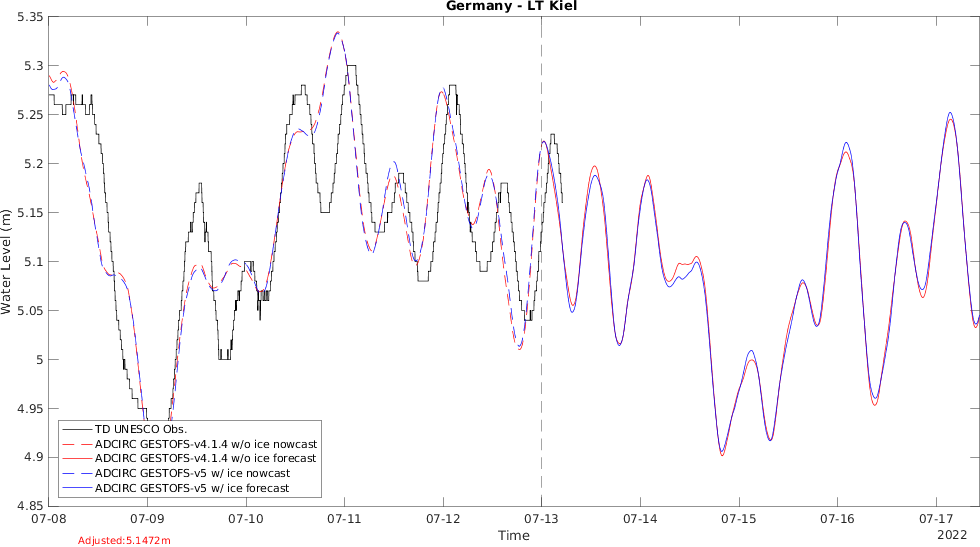 Germany - LT Kiel
5.35
5.3
5.25
5.2
5.15
5.1
5.05
5
4.95
4.9
4.85
Water Level (m)
TD UNESCO Obs.
ADCIRC GESTOFS-v4.1.4 w/o ice nowcast
ADCIRC GESTOFS-v4.1.4 w/o ice forecast
ADCIRC GESTOFS-v5 w/ ice nowcast
ADCIRC GESTOFS-v5 w/ ice forecast
07-08 07-09 07-10 07-11 07-12 07-13 07-14 07-15 07-16 07-17
Time
2022
Adjusted:5.1472m